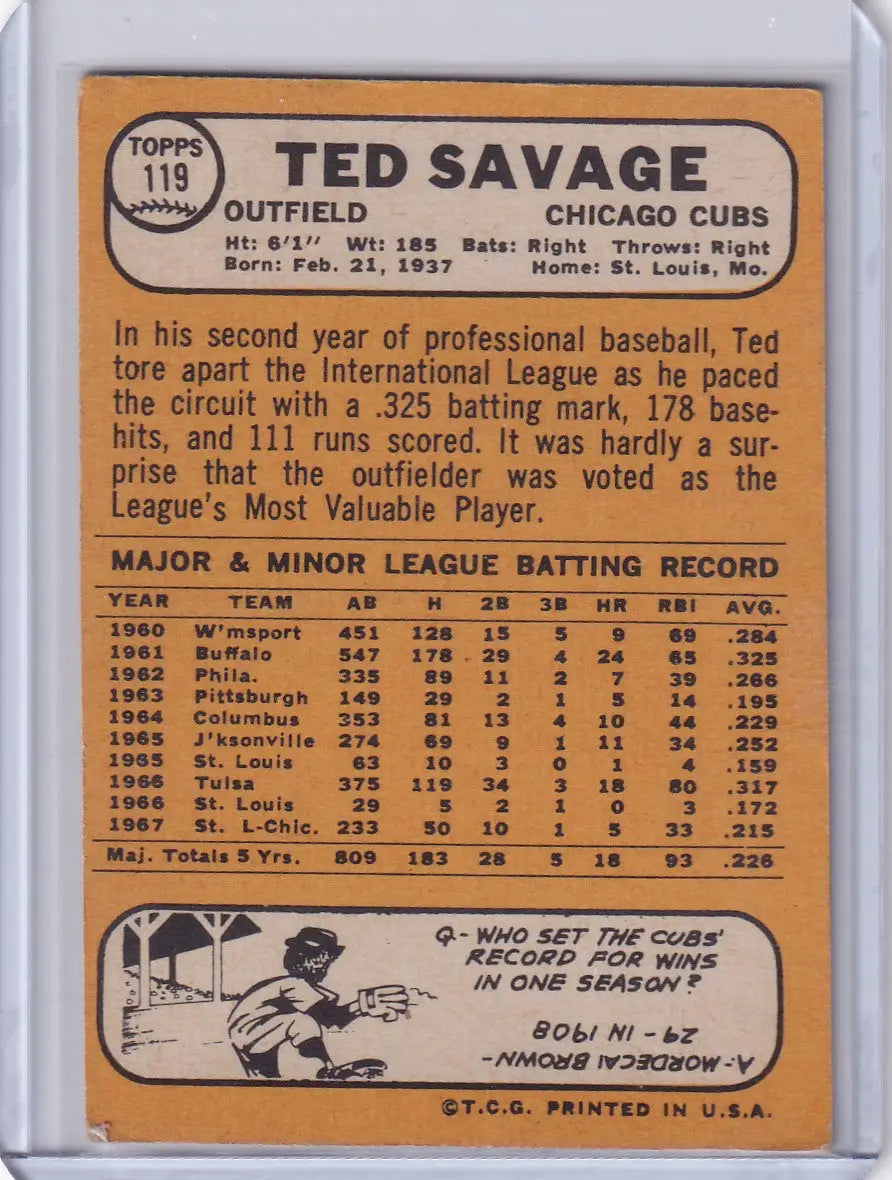 TOPPS
119
TED SAVAGE
OUTFIELD CHICAGO CUBS
Ht: 6'1" Wt: 185 Bats: Right Throws: Right
Born: Feb. 21, 1937 Home: St. Louis, Mo.
In his second year of professional baseball, Ted
tore apart the International League as he paced
the circuit with a .325 batting mark, 178 base-
hits, and 111 runs scored. It was hardly a sur-
prise that the outfielder was voted as the
League's Most Valuable Player.
MAJOR & MINOR LEAGUE BATTING RECORD
YEAR TEAM AB H 2B 3B HR RBI AVG.
1960 W'msport 451 128 15 5 9 69 .284
1961 Buffalo 547 178 29 4 24 65 .325
1962 Phila. 335 89 11 2 7 39 .266
1963 Pittsburgh 149 29 2 1 5 14 .195
1964 Columbus 353 81 13 4 10 44 .229
1965 J'ksonville 274 69 9 1 11 34 .252
1965 St. Louis 63 10 3 0 1 4 .159
1966 Tulsa 375 119 34 3 18 80 .317
1966 St. Louis 29 5 2 1 0 3 .172
1967 St. L-Chic. 233 50 10 1 5 33 .215
Maj. Totals 5 Yrs. 809 183 28 5 18 93 .226
Q- WHO SET THE CUBS'
RECORD FOR WINS
IN ONE SEASON?
A:- MORDECAI BROWN-
29 - IN 1908
©T.C.G. PRINTED IN U.S.A.